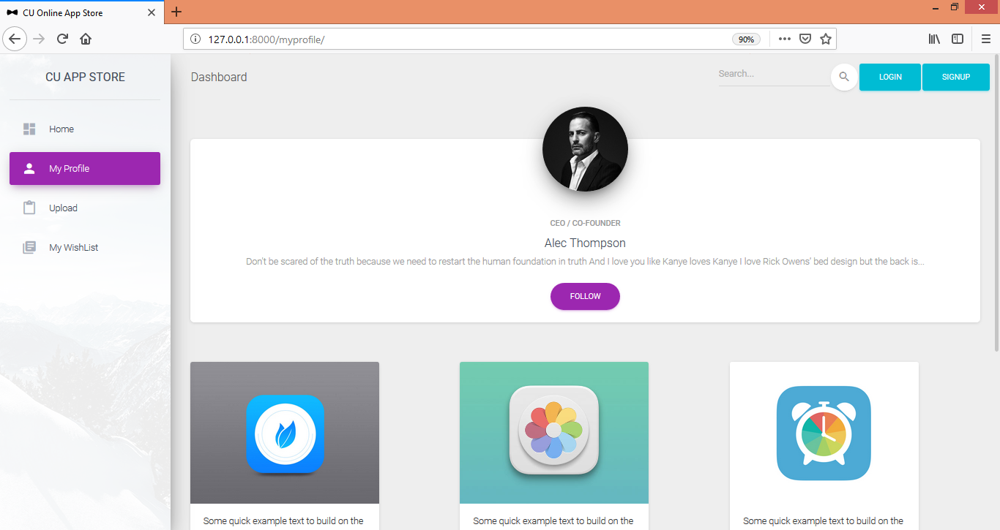 CU Online App Store
127.0.0.1:8000/myprofile/
90%
CU APP STORE
Home
My Profile
Upload
My WishList
Dashboard
Search...
LOGIN
SIGNUP
CEO / CO-FOUNDER
Alec Thompson
Don't be scared of the truth because we need to restart the human foundation in truth And I love you like Kanye loves Kanye I love Rick Owens' bed design but the back is...
FOLLOW
Some quick example text to build on the
Some quick example text to build on the
Some quick example text to build on the